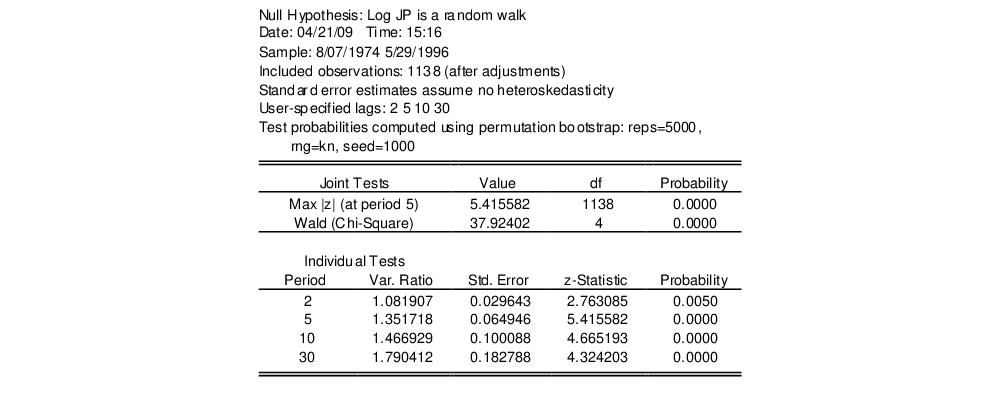 Null Hypothesis: Log JP is a random walk
Date: 04/21/09 Time: 15:16
Sample: 8/07/1974 5/29/1996
Included observations: 1138 (after adjustments)
Standard error estimates assume no heteroskedasticity
User-specified lags: 2 5 10 30
Test probabilities computed using permutation bootstrap: reps=5000,
rng=kn, seed=1000
Joint Tests Value df Probability
Max |z| (at period 5) 5.415582 1138 0.0000
Wald (Chi-Square) 37.92402 4 0.0000
Individual Tests
Period Var. Ratio Std. Error z-Statistic Probability
2 1.081907 0.029643 2.763085 0.0050
5 1.351718 0.064946 5.415582 0.0000
10 1.466929 0.100088 4.665193 0.0000
30 1.790412 0.182788 4.324203 0.0000